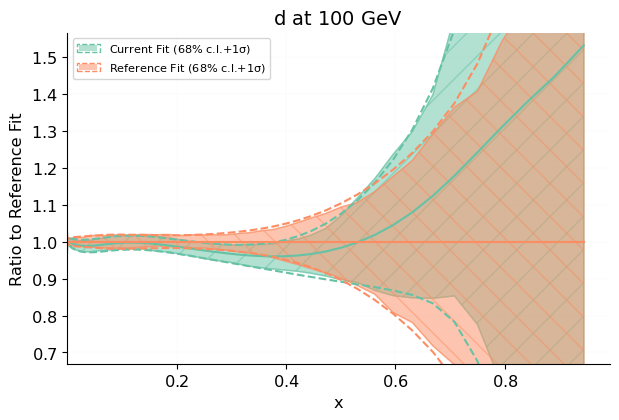 d at 100 GeV
Current Fit (68% c.l.+1σ)
Reference Fit (68% c.l.+1σ)
Ratio to Reference Fit
1.5
1.4
1.3
1.2
1.1
1.0
0.9
0.8
0.7
0.2
0.4
0.6
0.8
x